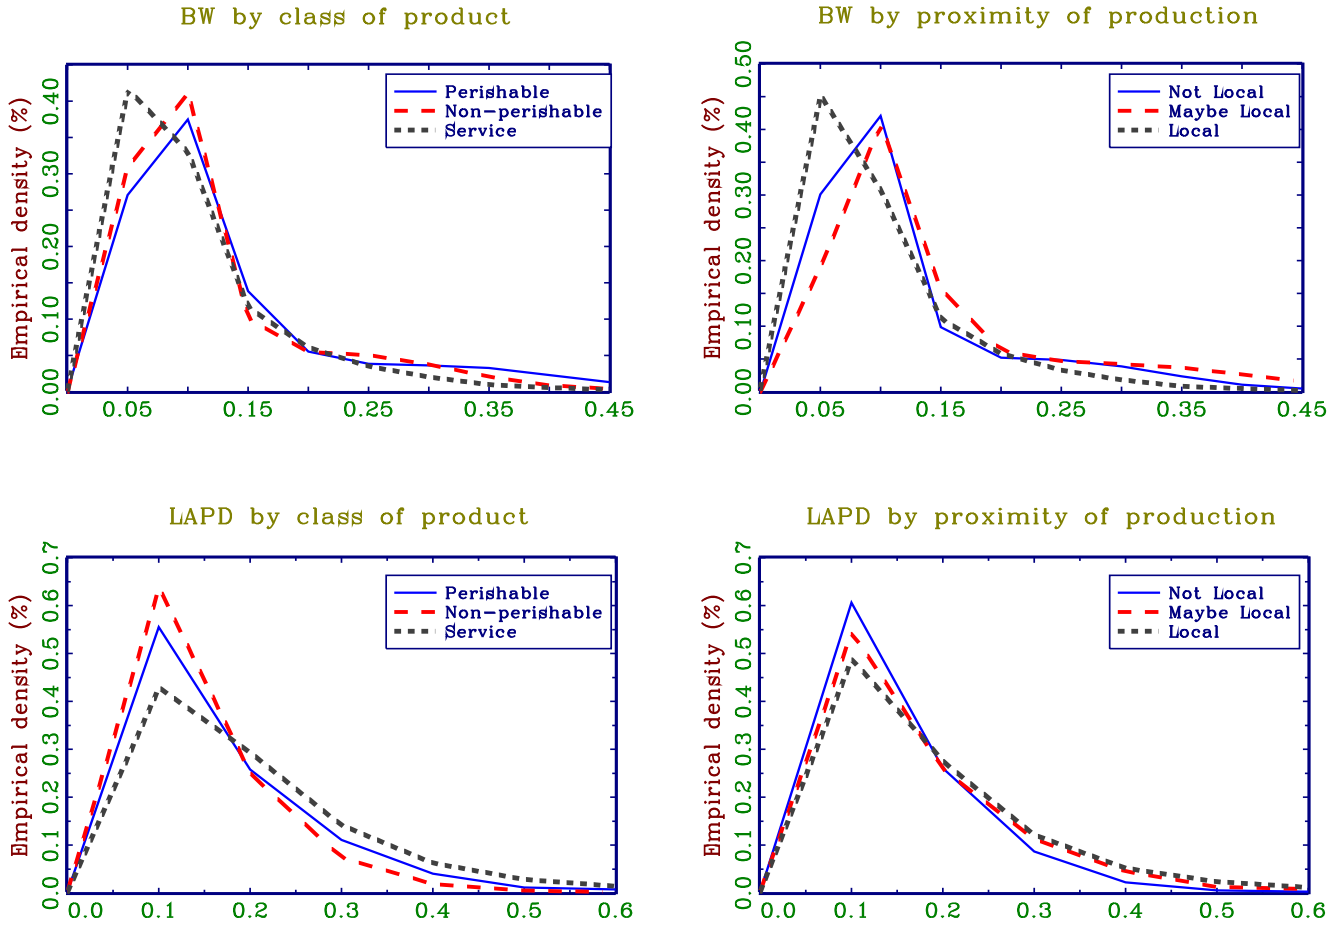 BW by class of product
Empirical density (%)
0.00 0.10 0.20 0.30 0.40
Perishable
Non-perishable
Service
0.05 0.15 0.25 0.35 0.45
BW by proximity of production
Empirical density (%)
0.00 0.10 0.20 0.30 0.40 0.50
Not Local
Maybe Local
Local
0.05 0.15 0.25 0.35 0.45
LAPD by class of product
Empirical density (%)
0.0 0.1 0.2 0.3 0.4 0.5 0.6 0.7
Perishable
Non-perishable
Service
0.0 0.1 0.2 0.3 0.4 0.5 0.6
LAPD by proximity of production
Empirical density (%)
0.0 0.1 0.2 0.3 0.4 0.5 0.6 0.7
Not Local
Maybe Local
Local
0.0 0.1 0.2 0.3 0.4 0.5 0.6